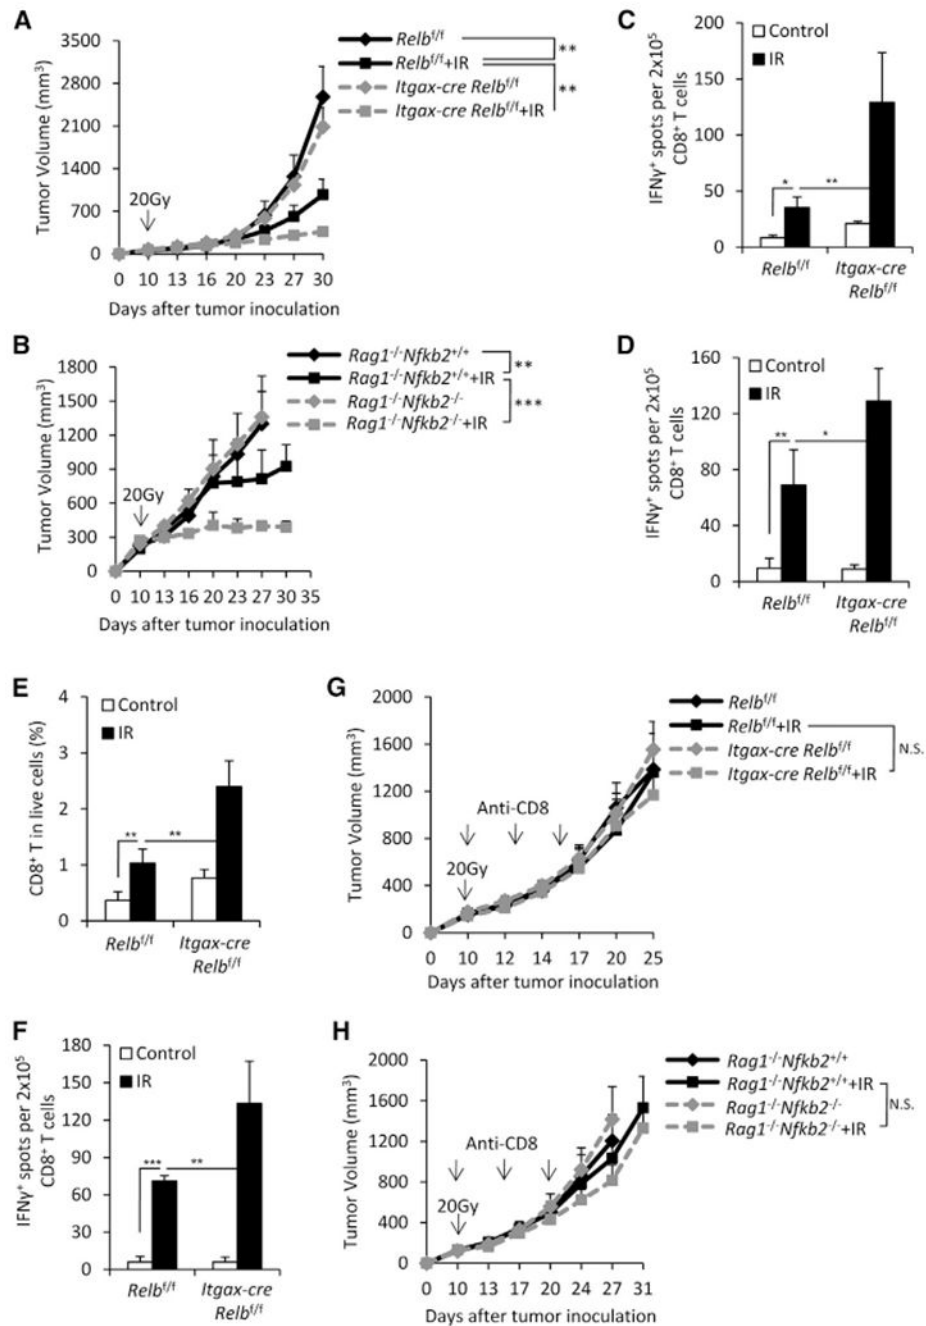 A
Tumor Volume (mm³)
3500
2800
2100
1400
700
0
20Gy
0 10 13 16 20 23 27 30
Days after tumor inoculation
Relbf/f
Relbf/f+IR
Itgax-cre Relbf/f
Itgax-cre Relbf/f+IR
**
**
B
Tumor Volume (mm³)
1800
1500
1200
900
600
300
0
20Gy
0 10 13 16 20 23 27 30 35
Days after tumor inoculation
Rag1-/-Nfkb2+/+
Rag1-/-Nfkb2+/++IR
Rag1-/-Nfkb2-/-
Rag1-/-Nfkb2-/-+IR
**
***
C
IFNγ⁺ spots per 2x10⁵
CD8⁺ T cells
200
150
100
50
0
Control
IR
*
**
Relbf/f Itgax-cre
Relbf/f
D
IFNγ⁺ spots per 2x10⁵
CD8⁺ T cells
160
120
80
40
0
Control
IR
**
*
Relbf/f Itgax-cre
Relbf/f
E
CD8⁺ T in live cells (%)
4
3
2
1
0
Control
IR
**
**
Relbf/f Itgax-cre
Relbf/f
F
IFNγ⁺ spots per 2x10⁵
CD8⁺ T cells
180
150
120
90
60
30
0
Control
IR
***
**
Relbf/f Itgax-cre
Relbf/f
G
Tumor Volume (mm³)
2000
1600
1200
800
400
0
Anti-CD8
20Gy
0 10 12 14 17 20 25
Days after tumor inoculation
Relbf/f
Relbf/f+IR
Itgax-cre Relbf/f
Itgax-cre Relbf/f+IR
N.S.
H
Tumor Volume (mm³)
2000
1600
1200
800
400
0
Anti-CD8
20Gy
0 10 13 17 20 24 27 31
Days after tumor inoculation
Rag1-/-Nfkb2+/+
Rag1-/-Nfkb2+/++IR
Rag1-/-Nfkb2-/-
Rag1-/-Nfkb2-/-+IR
N.S.